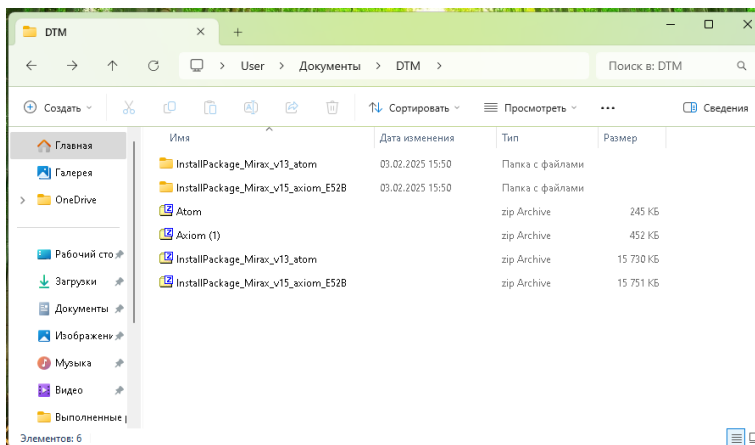 DTM
User > Документы > DTM >
Поиск в: DTM
Создать
Сортировать
Просмотреть
Сведения
Главная
Галерея
OneDrive
Рабочий сто
Загрузки
Документы
Изображени
Музыка
Видео
Выполненные
Имя Дата изменения Тип Размер
InstallPackage_Mirax_v13_atom 03.02.2025 15:50 Папка с файлами
InstallPackage_Mirax_v15_axiom_E52B 03.02.2025 15:50 Папка с файлами
Atom zip Archive 245 КБ
Axiom (1) zip Archive 452 КБ
InstallPackage_Mirax_v13_atom zip Archive 15 730 КБ
InstallPackage_Mirax_v15_axiom_E52B zip Archive 15 751 КБ
Элементов: 6